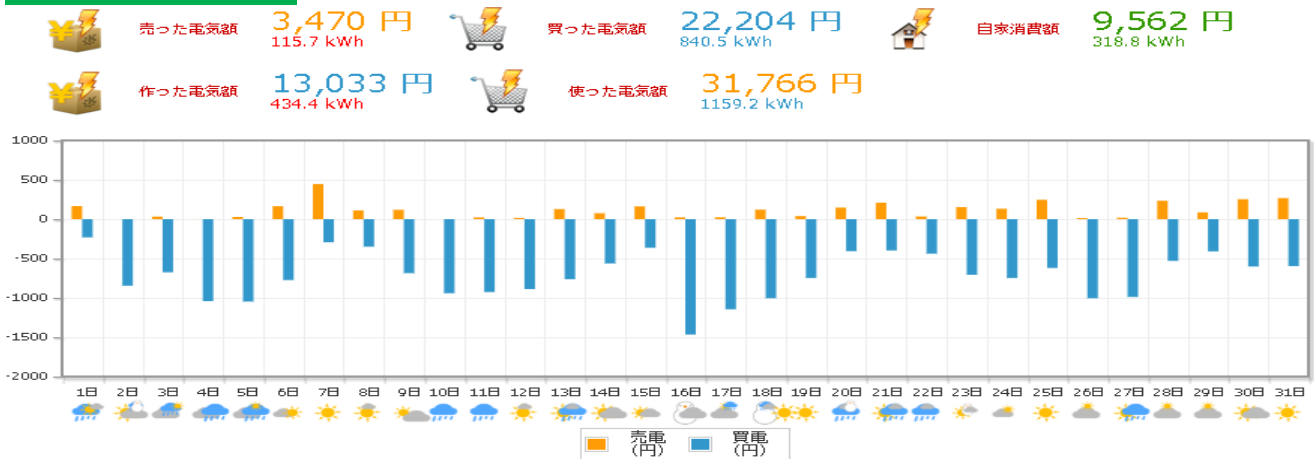 売った電気額 3,470 円 買った電気額 22,204 円 自家消費額 9,562 円
115.7 kWh 840.5 kWh 318.8 kWh
作った電気額 13,033 円 使った電気額 31,766 円
434.4 kWh 1159.2 kWh
1000
500
0
-500
-1000
-1500
-2000
1日 2日 3日 4日 5日 6日 7日 8日 9日 10日 11日 12日 13日 14日 15日 16日 17日 18日 19日 20日 21日 22日 23日 24日 25日 26日 27日 28日 29日 30日 31日
売電 買電
(円) (円)